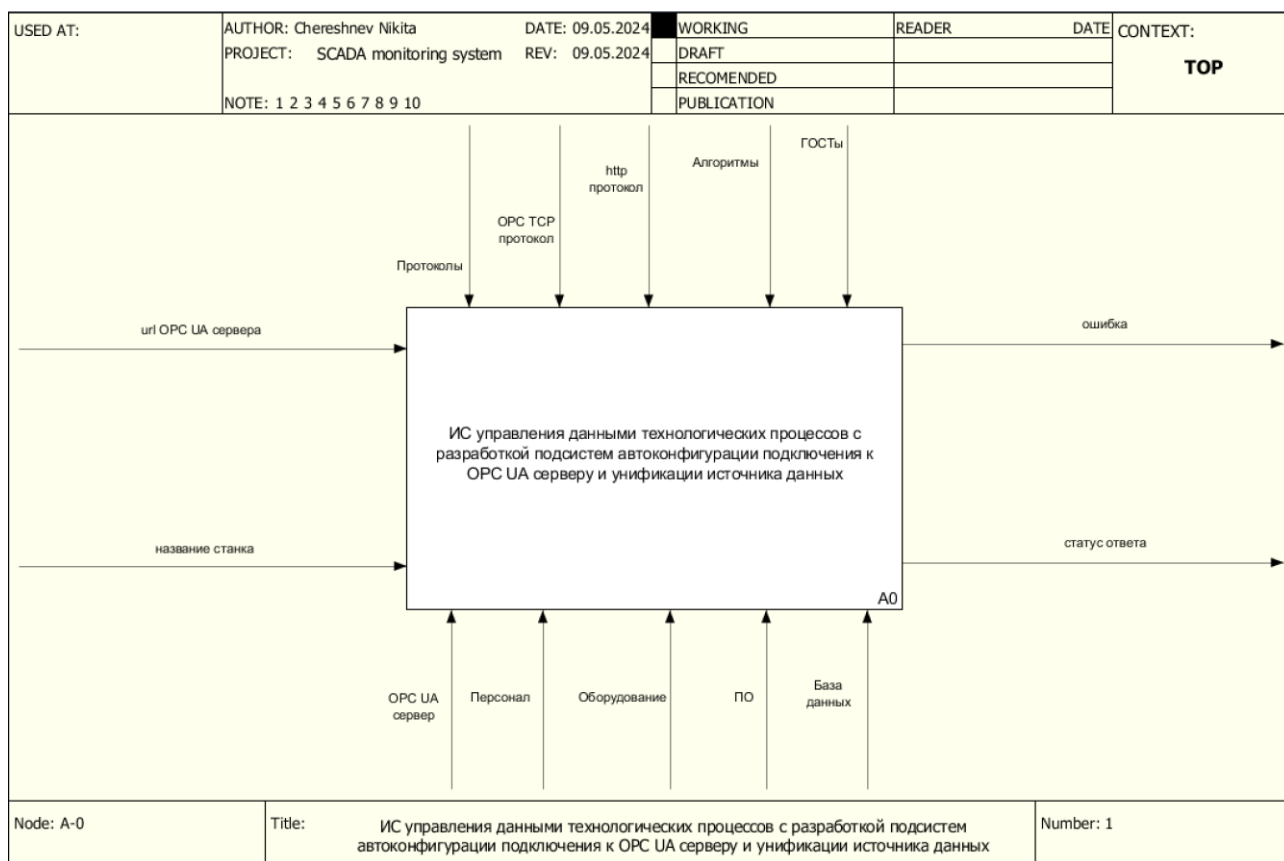 USED AT:
AUTHOR: Chereshnev Nikita
DATE: 09.05.2024
WORKING
READER
DATE
CONTEXT:
PROJECT: SCADA monitoring system
REV: 09.05.2024
DRAFT
TOP
RECOMENDED
NOTE: 1 2 3 4 5 6 7 8 9 10
PUBLICATION
ГОСТы
Алгоритмы
http
протокол
OPC TCP
протокол
Протоколы
url OPC UA сервера
ошибка
ИС управления данными технологических процессов с
разработкой подсистем автоконфигурации подключения к
OPC UA серверу и унификации источника данных
название станка
статус ответа
A0
OPC UA
сервер
Персонал
Оборудование
ПО
База
данных
Node: A-0
Title:
ИС управления данными технологических процессов с разработкой подсистем
автоконфигурации подключения к OPC UA серверу и унификации источника данных
Number: 1